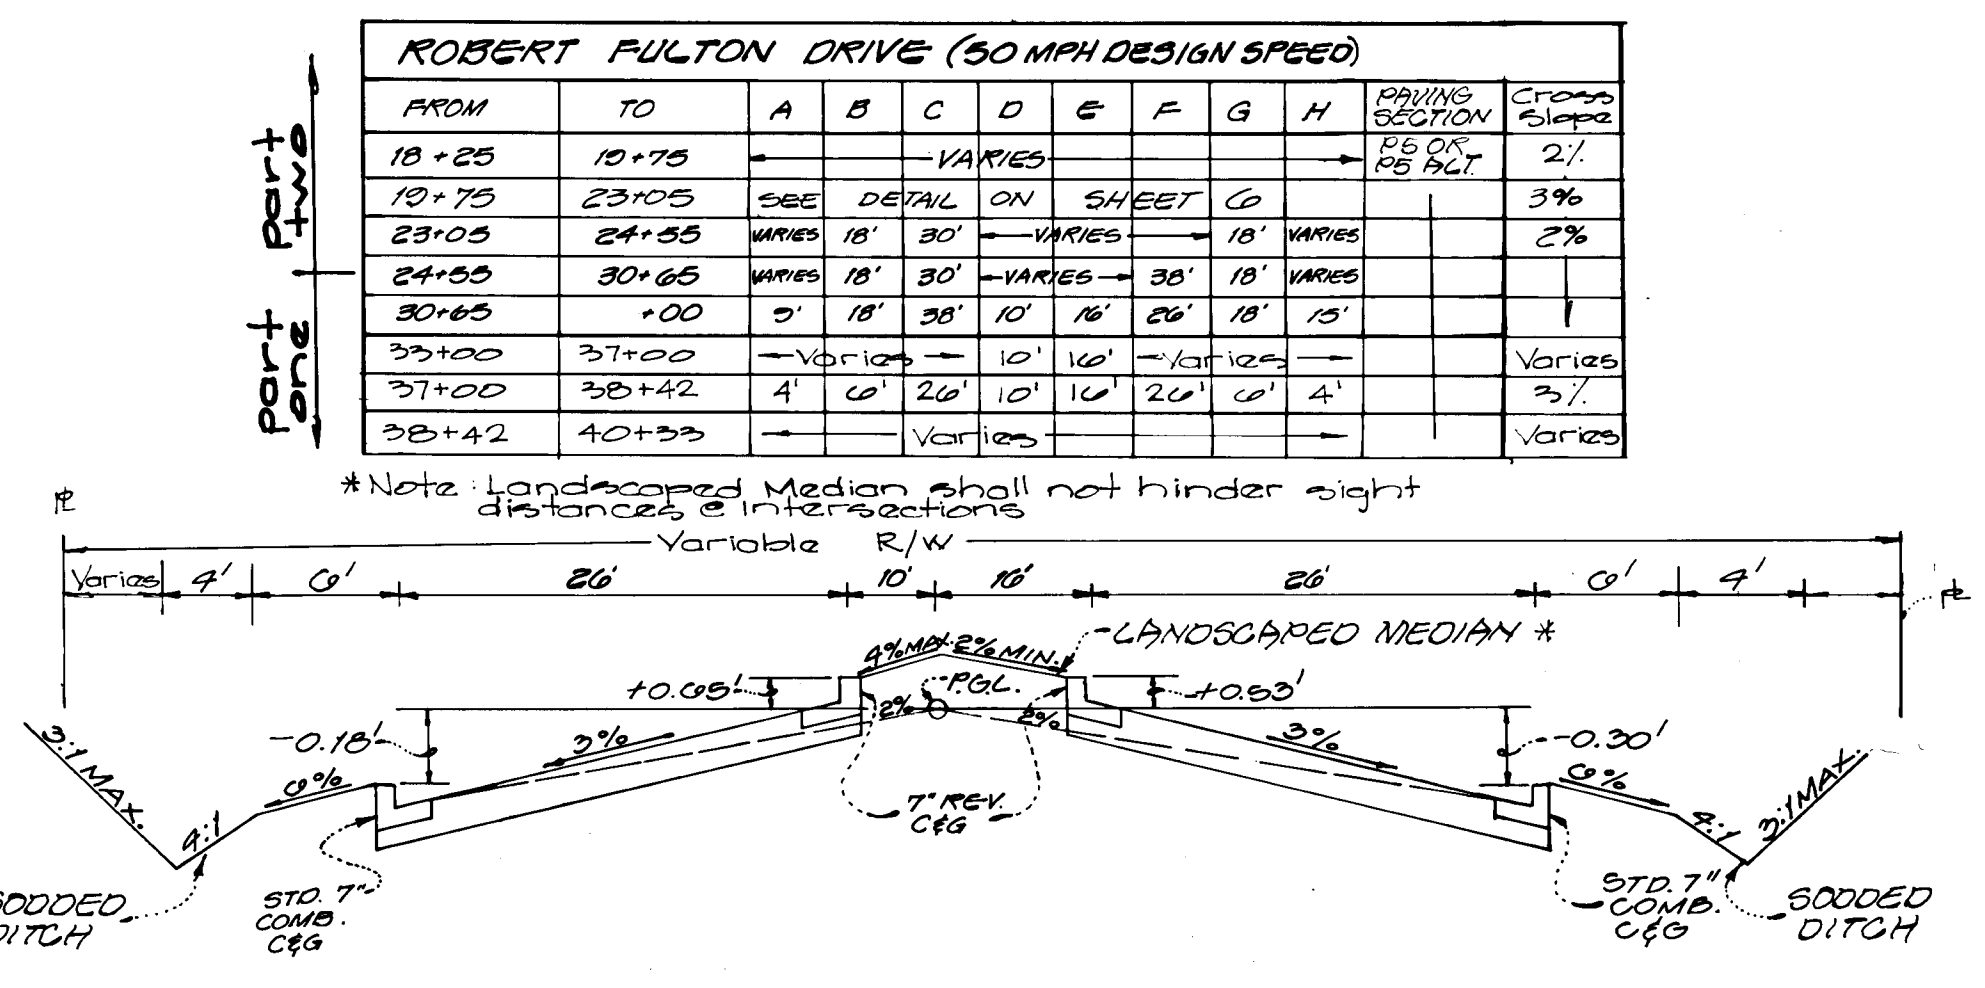 ROBERT FULTON DRIVE (50 MPH DESIGN SPEED)
FROM TO A B C D E F G H PAVING SECTION Cross Slope
18+25 19+75 VARIES P5 OR P5 ALT. 2%
19+75 23+05 SEE DETAIL ON SHEET 6 3%
23+05 24+55 VARIES 18' 30' VARIES 18' VARIES 2%
24+55 30+65 VARIES 18' 30' VARIES 38' 18' VARIES
30+65 +00 9' 18' 38' 10' 16' 26' 18' 15'
33+00 37+00 Varies 10' 16' Varies Varies
37+00 38+42 4' 6' 26' 10' 16' 26' 6' 4' 3%
38+42 40+33 Varies Varies
part two
part one
*Note: Landscaped Median shall not hinder sight
distances @ Intersections
PL
Variable R/W
Varies 4' 6' 26' 10' 16' 26' 6' 4'
PL
LANDSCAPED MEDIAN *
4% MAX. 2% MIN.
+0.65' P.G.L. +0.53'
2% 2%
-0.18' 3% 3% -0.30'
3:1 MAX. 6% 6% 3:1 MAX.
4:1 4:1
7" REV.
C&G
STD. 7"
COMB.
C&G
STD. 7"
COMB.
C&G
SODDED
DITCH
SODDED
DITCH